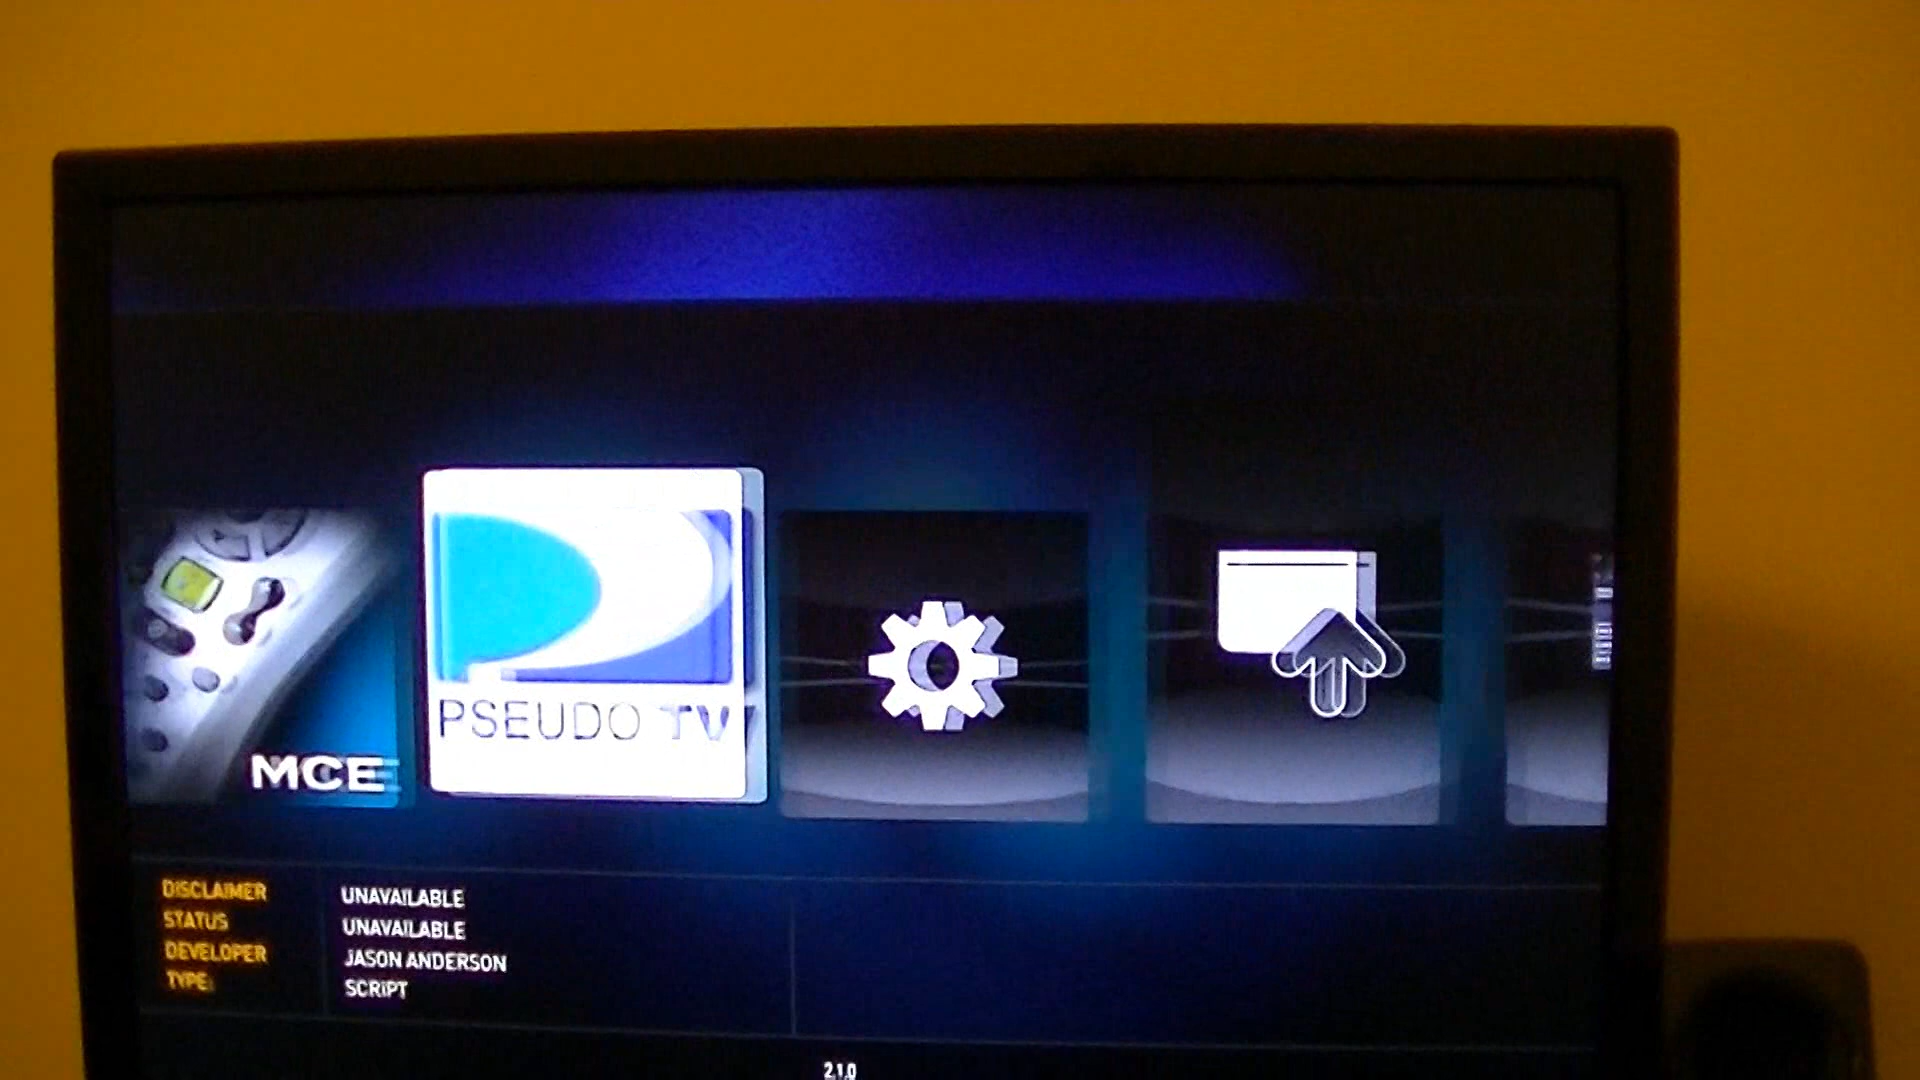 PSEUDO TV
MCE
DISCLAIMER UNAVAILABLE
STATUS UNAVAILABLE
DEVELOPER JASON ANDERSON
TYPE: SCRIPT
2.1.0